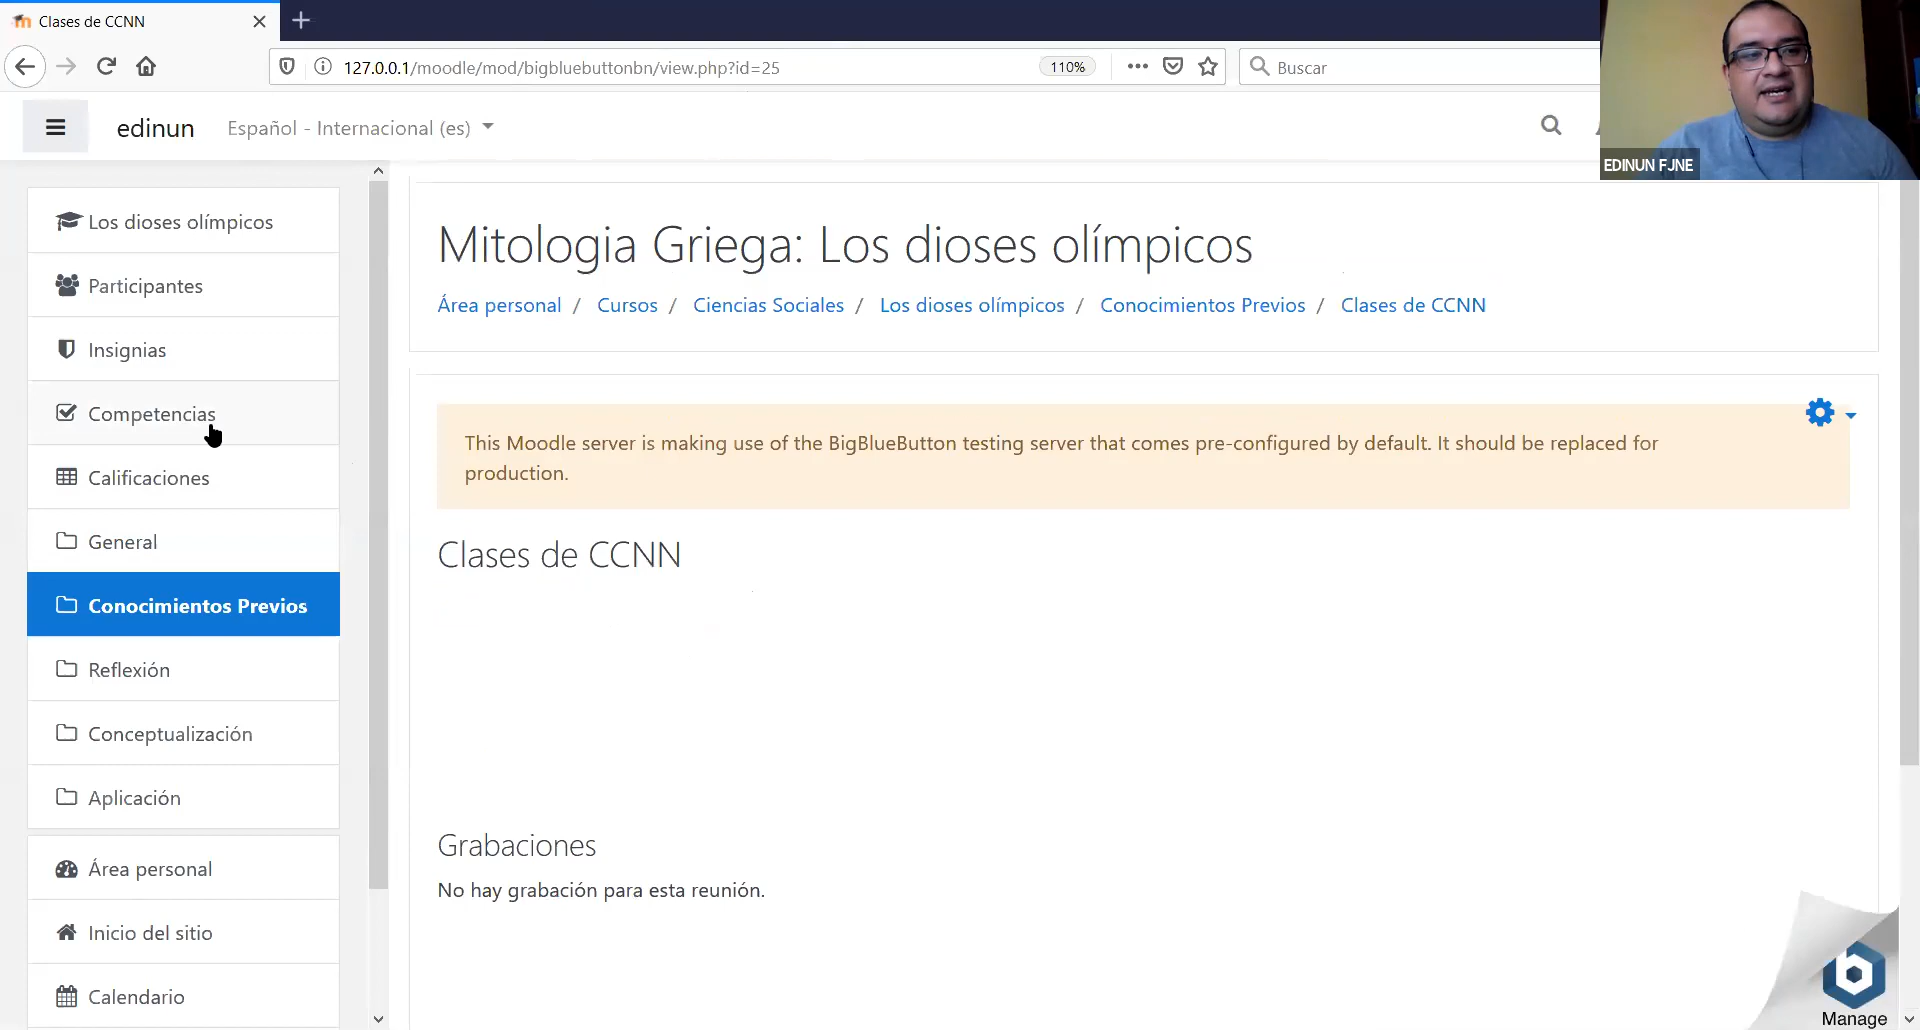 Clases de CCNN
127.0.0.1/moodle/mod/bigbluebuttonbn/view.php?id=25
110%
Buscar
edinun
Español - Internacional (es)
EDINUN FJNE
Los dioses olímpicos
Participantes
Insignias
Competencias
Calificaciones
General
Conocimientos Previos
Reflexión
Conceptualización
Aplicación
Área personal
Inicio del sitio
Calendario
Mitologia Griega: Los dioses olímpicos
Área personal / Cursos / Ciencias Sociales / Los dioses olímpicos / Conocimientos Previos / Clases de CCNN
This Moodle server is making use of the BigBlueButton testing server that comes pre-configured by default. It should be replaced for
production.
Clases de CCNN
Grabaciones
No hay grabación para esta reunión.
b
Manage